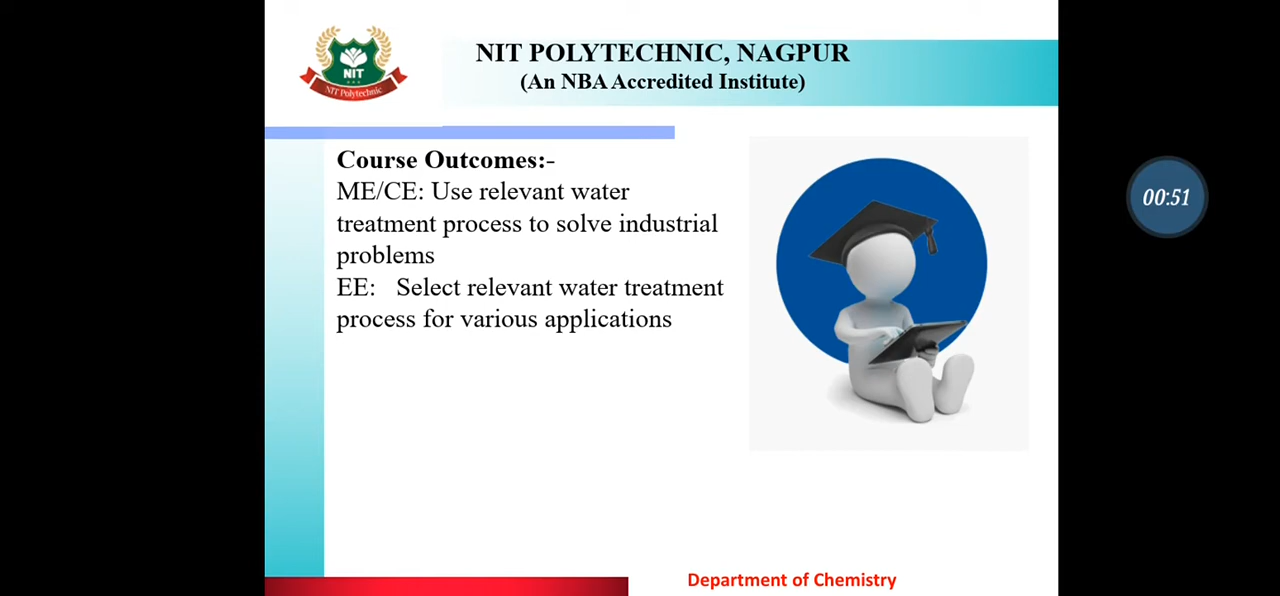 NIT POLYTECHNIC, NAGPUR
(An NBA Accredited Institute)
NIT
NIT Polytechnic
Course Outcomes:-
ME/CE: Use relevant water
treatment process to solve industrial
problems
EE: Select relevant water treatment
process for various applications
00:51
Department of Chemistry